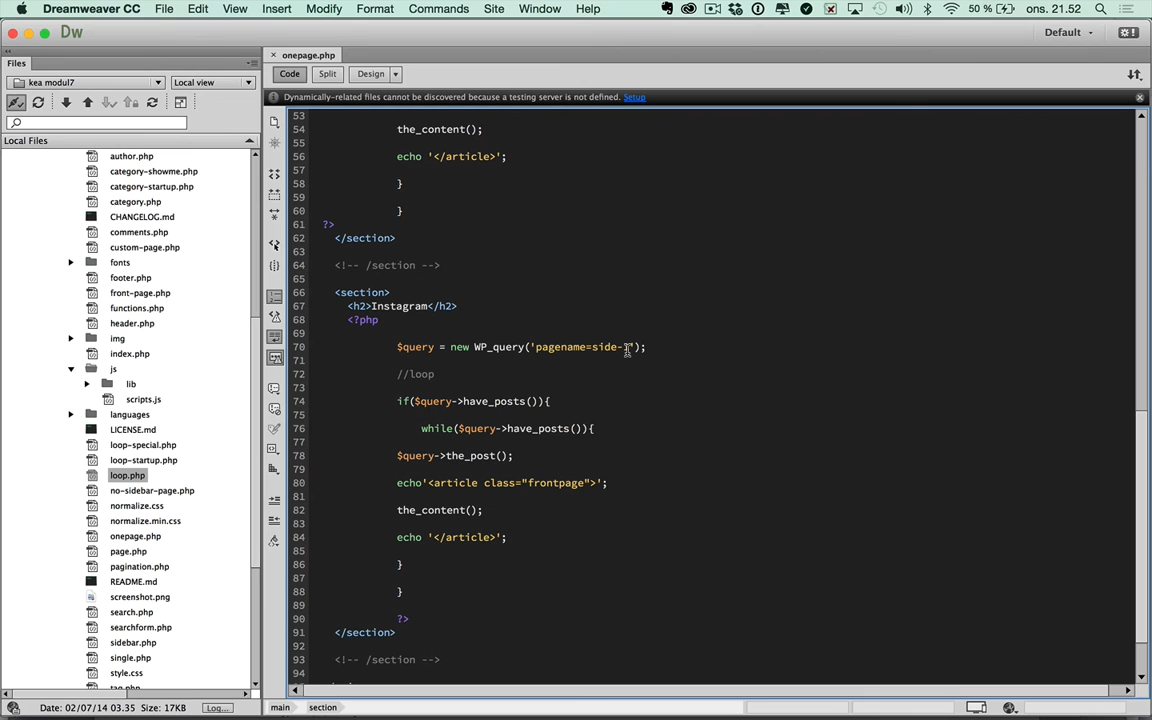 Dreamweaver CC File Edit View Insert Modify Format Commands Site Window Help 50 % ons. 21.52
Dw Default
Files
onepage.php
kea modul7 Local view
Code Split Design
Dynamically-related files cannot be discovered because a testing server is not defined. Setup
Local Files
author.php
category-showme.php
category-startup.php
category.php
CHANGELOG.md
comments.php
custom-page.php
fonts
footer.php
front-page.php
functions.php
header.php
img
index.php
js
lib
scripts.js
languages
LICENSE.md
loop-special.php
loop-startup.php
loop.php
no-sidebar-page.php
normalize.css
normalize.min.css
onepage.php
page.php
pagination.php
README.md
screenshot.png
search.php
searchform.php
sidebar.php
single.php
style.css
tag.php
Date: 02/07/14 03.35 Size: 17KB Log...
53
54 the_content();
55
56 echo '</article>';
57
58 }
59
60 }
61 ?>
62 </section>
63
64 <!-- /section -->
65
66 <section>
67 <h2>Instagram</h2>
68 <?php
69
70 $query = new WP_query('pagename=side-
71
72 //loop
73
74 if($query->have_posts()){
75
76 while($query->have_posts()){
77
78 $query->the_post();
79
80 echo'<article class="frontpage">';
81
82 the_content();
83
84 echo '</article>';
85
86 }
87
88 }
89
90 ?>
91 </section>
92
93 <!-- /section -->
94
main section